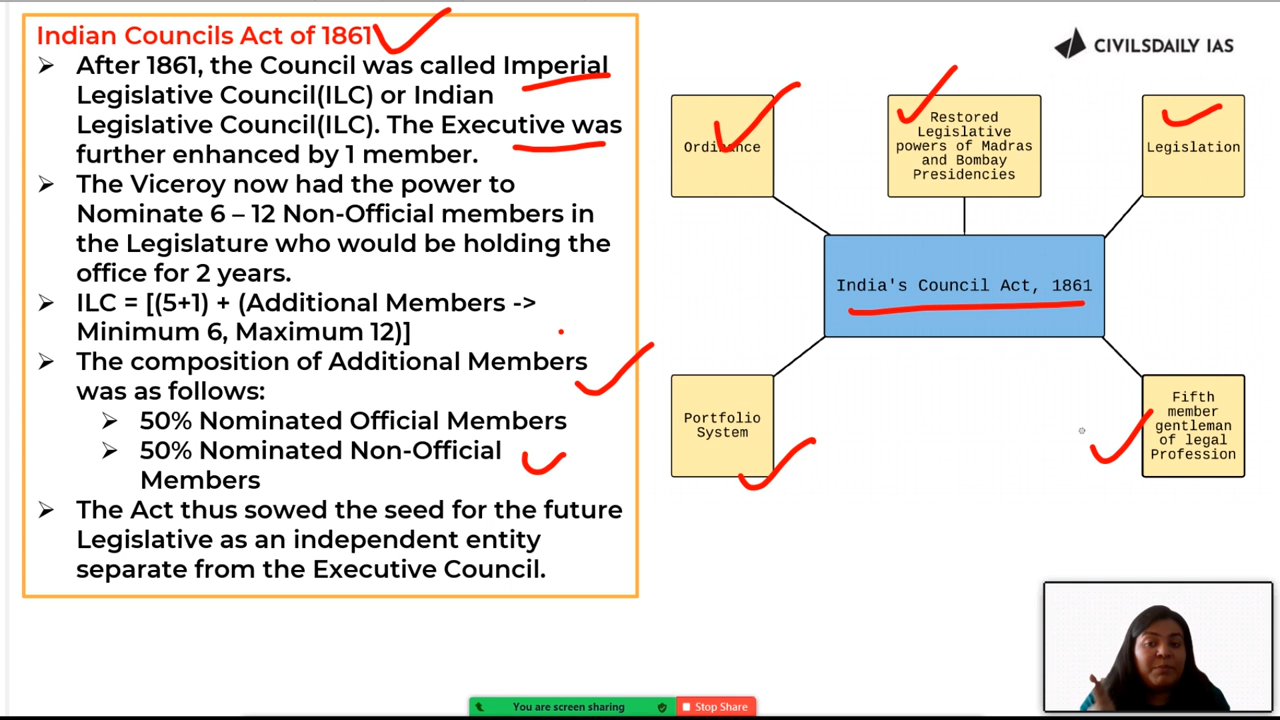 Indian Councils Act of 1861
➢ After 1861, the Council was called Imperial
Legislative Council(ILC) or Indian
Legislative Council(ILC). The Executive was
further enhanced by 1 member.
➢ The Viceroy now had the power to
Nominate 6 – 12 Non-Official members in
the Legislature who would be holding the
office for 2 years.
➢ ILC = [(5+1) + (Additional Members ->
Minimum 6, Maximum 12)]
➢ The composition of Additional Members
was as follows:
➢ 50% Nominated Official Members
➢ 50% Nominated Non-Official
Members
➢ The Act thus sowed the seed for the future
Legislative as an independent entity
separate from the Executive Council.
CIVILSDAILY IAS
Ordinance
Restored
Legislative
powers of Madras
and Bombay
Presidencies
Legislation
India's Council Act, 1861
Portfolio
System
Fifth
member
gentleman
of legal
Profession
You are screen sharing
Stop Share